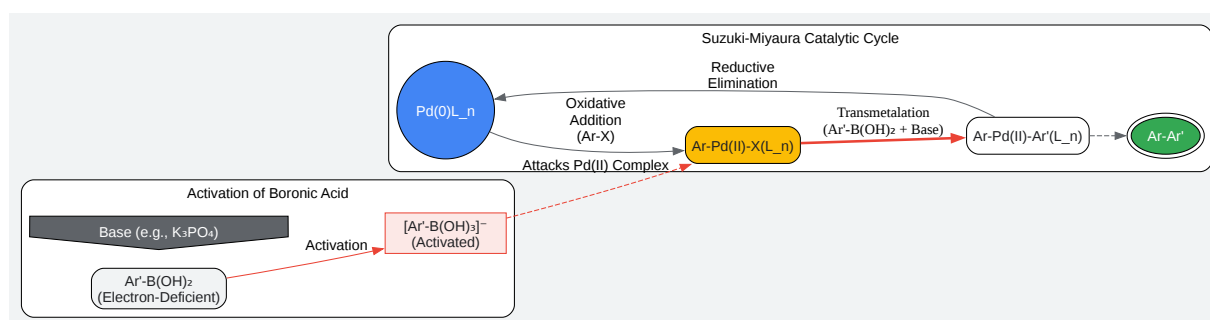 Suzuki-Miyaura Catalytic Cycle
Reductive
Elimination
Pd(0)L_n
Oxidative
Addition
(Ar-X)
Transmetalation
(Ar'-B(OH)₂ + Base)
Ar-Pd(II)-X(L_n)
Ar-Pd(II)-Ar'(L_n)
Ar-Ar'
Attacks Pd(II) Complex
Activation of Boronic Acid
Base (e.g., K₃PO₄)
[Ar'-B(OH)₃]⁻
(Activated)
Activation
Ar'-B(OH)₂
(Electron-Deficient)